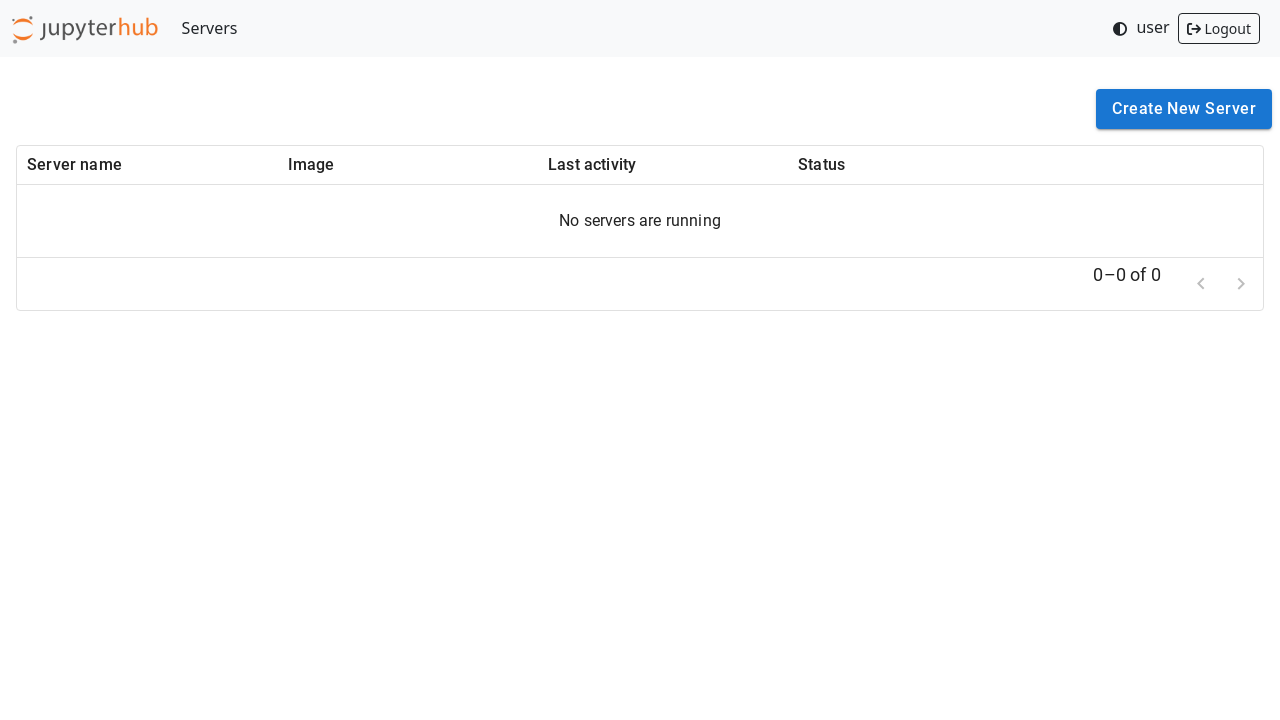 jupyterhub Servers user Logout
Create New Server
Server name Image Last activity Status
No servers are running
0–0 of 0